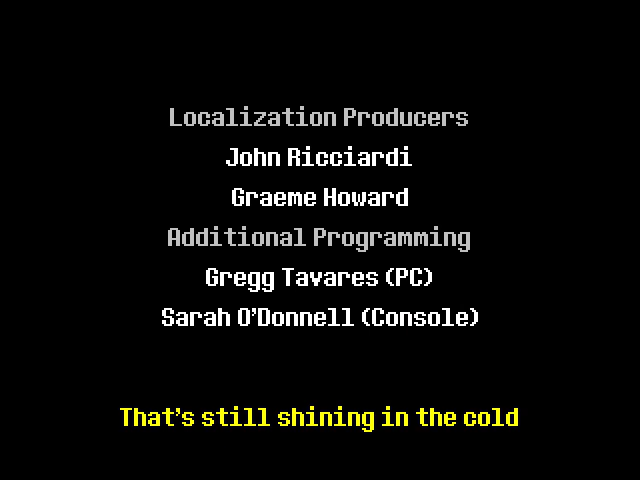 Localization Producers
John Ricciardi
Graeme Howard
Additional Programming
Gregg Tavares (PC)
Sarah O'Donnell (Console)
That's still shining in the cold